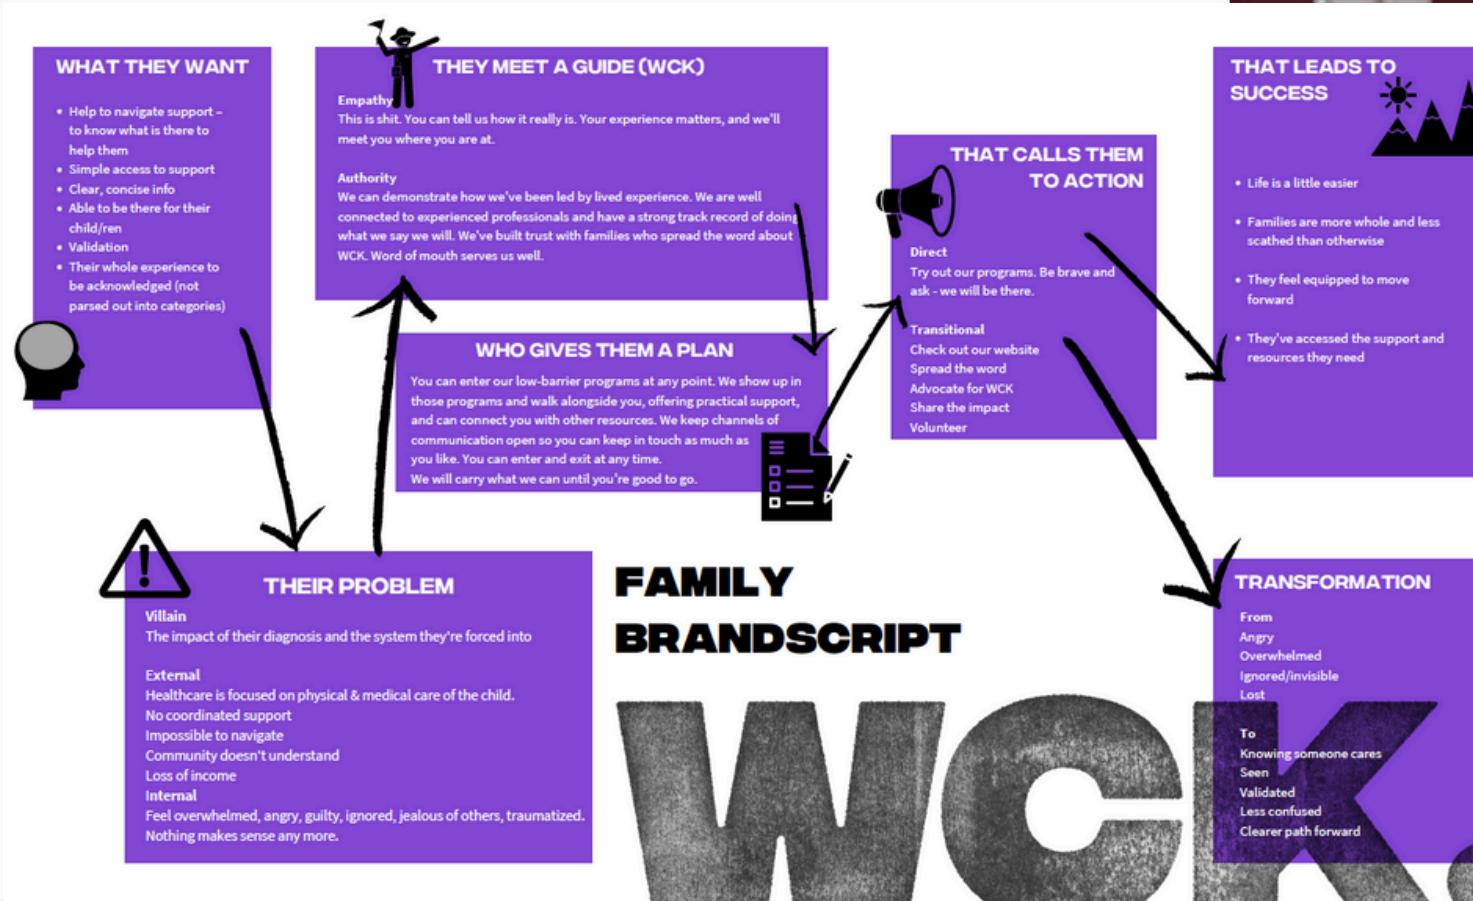 WHAT THEY WANT
• Help to navigate support –
to know what is there to
help them
• Simple access to support
• Clear, concise info
• Able to be there for their
child/ren
• Validation
• Their whole experience to
be acknowledged (not
parsed out into categories)
THEIR PROBLEM
Villain
The impact of their diagnosis and the system they're forced into
External
Healthcare is focused on physical & medical care of the child.
No coordinated support
Impossible to navigate
Community doesn't understand
Loss of income
Internal
Feel overwhelmed, angry, guilty, ignored, jealous of others, traumatized.
Nothing makes sense any more.
THEY MEET A GUIDE (WCK)
Empathy
This is shit. You can tell us how it really is. Your experience matters, and we'll
meet you where you are at.
Authority
We can demonstrate how we've been led by lived experience. We are well
connected to experienced professionals and have a strong track record of doing
what we say we will. We've built trust with families who spread the word about
WCK. Word of mouth serves us well.
WHO GIVES THEM A PLAN
You can enter our low-barrier programs at any point. We show up in
those programs and walk alongside you, offering practical support,
and can connect you with other resources. We keep channels of
communication open so you can keep in touch as much as
you like. You can enter and exit at any time.
We will carry what we can until you're good to go.
THAT CALLS THEM
TO ACTION
Direct
Try out our programs. Be brave and
ask - we will be there.
Transitional
Check out our website
Spread the word
Advocate for WCK
Share the impact
Volunteer
THAT LEADS TO
SUCCESS
• Life is a little easier
• Families are more whole and less
scathed than otherwise
• They feel equipped to move
forward
• They've accessed the support and
resources they need
TRANSFORMATION
From
Angry
Overwhelmed
Ignored/invisible
Lost
To
Knowing someone cares
Seen
Validated
Less confused
Clearer path forward
FAMILY
BRANDSCRIPT
WCK.